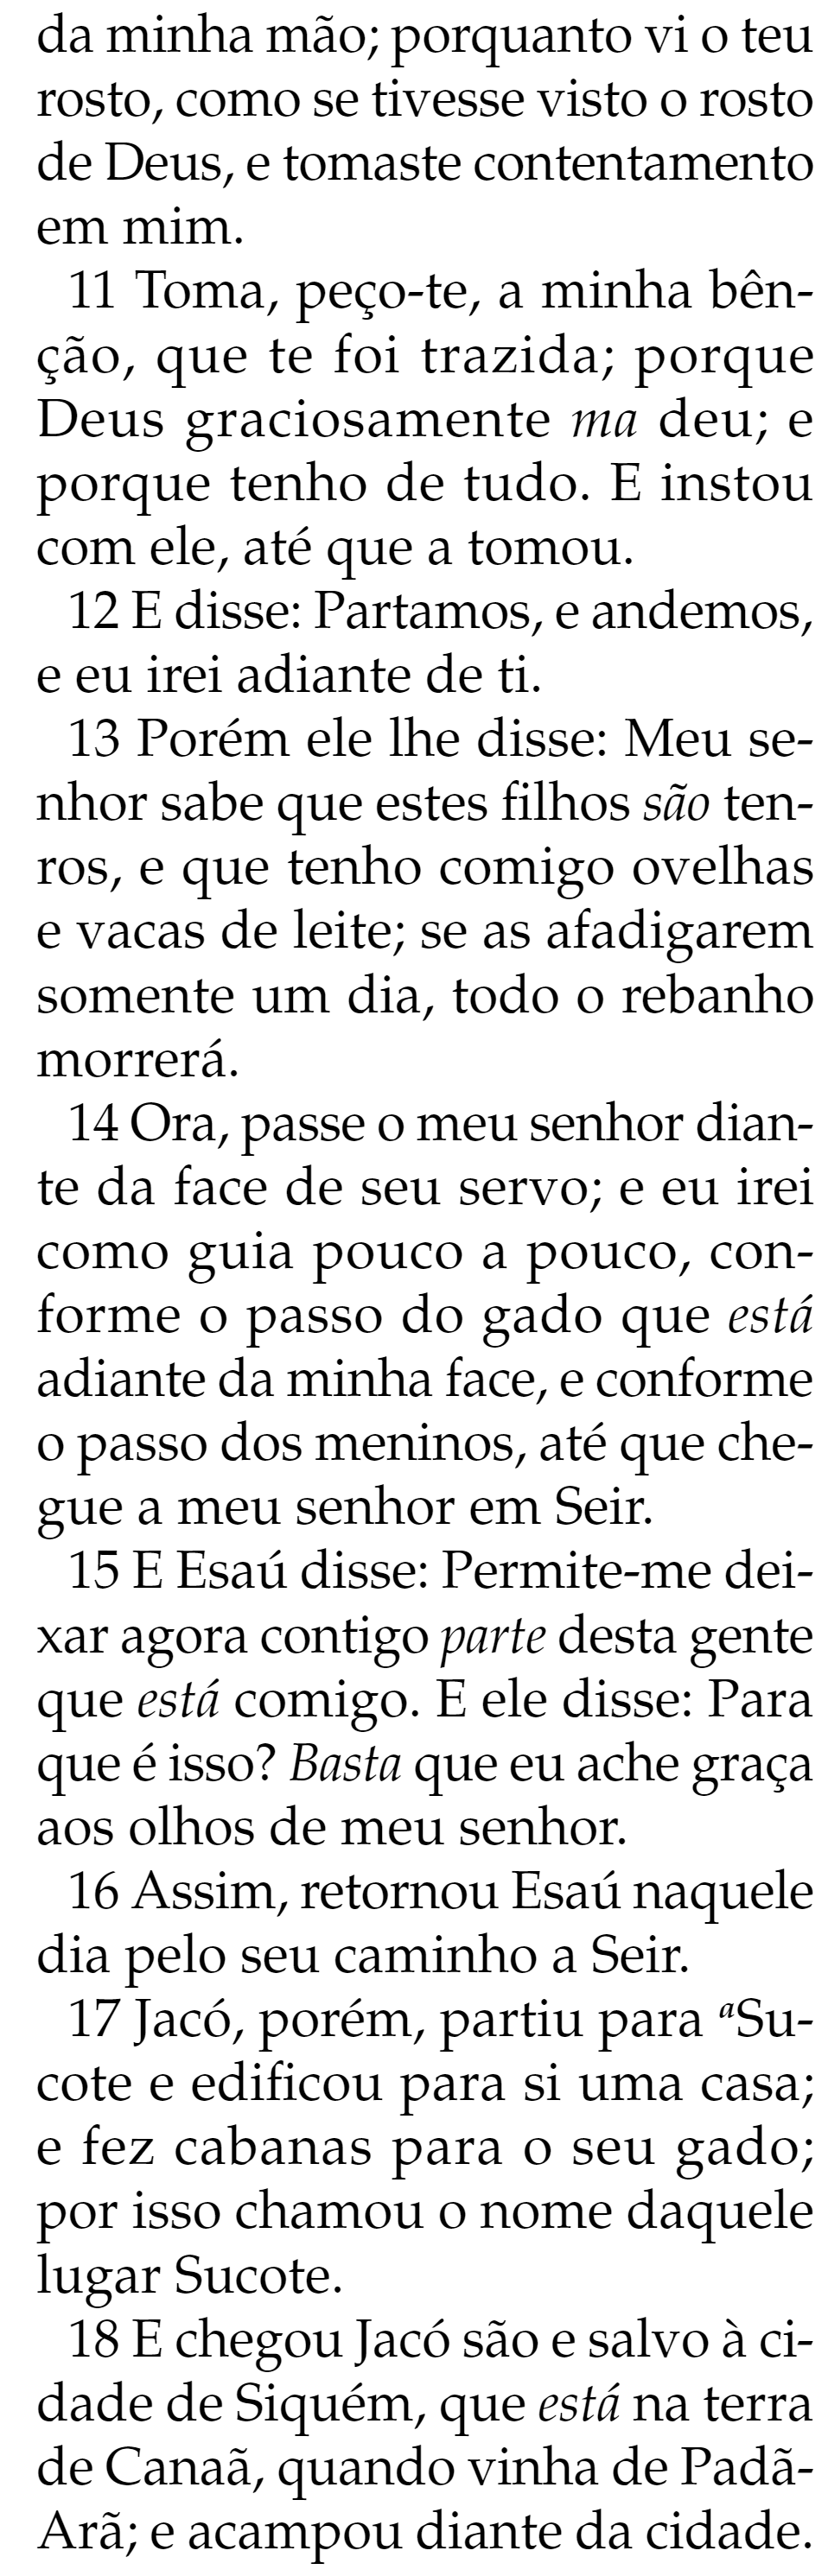 da minha mão; porquanto vi o teu
rosto, como se tivesse visto o rosto
de Deus, e tomaste contentamento
em mim.
11 Toma, peço-te, a minha bên-
ção, que te foi trazida; porque
Deus graciosamente ma deu; e
porque tenho de tudo. E instou
com ele, até que a tomou.
12 E disse: Partamos, e andemos,
e eu irei adiante de ti.
13 Porém ele lhe disse: Meu se-
nhor sabe que estes filhos são ten-
ros, e que tenho comigo ovelhas
e vacas de leite; se as afadigarem
somente um dia, todo o rebanho
morrerá.
14 Ora, passe o meu senhor dian-
te da face de seu servo; e eu irei
como guia pouco a pouco, con-
forme o passo do gado que está
adiante da minha face, e conforme
o passo dos meninos, até que che-
gue a meu senhor em Seir.
15 E Esaú disse: Permite-me dei-
xar agora contigo parte desta gente
que está comigo. E ele disse: Para
que é isso? Basta que eu ache graça
aos olhos de meu senhor.
16 Assim, retornou Esaú naquele
dia pelo seu caminho a Seir.
17 Jacó, porém, partiu para ᵃSu-
cote e edificou para si uma casa;
e fez cabanas para o seu gado;
por isso chamou o nome daquele
lugar Sucote.
18 E chegou Jacó são e salvo à ci-
dade de Siquém, que está na terra
de Canaã, quando vinha de Padã-
Arã; e acampou diante da cidade.